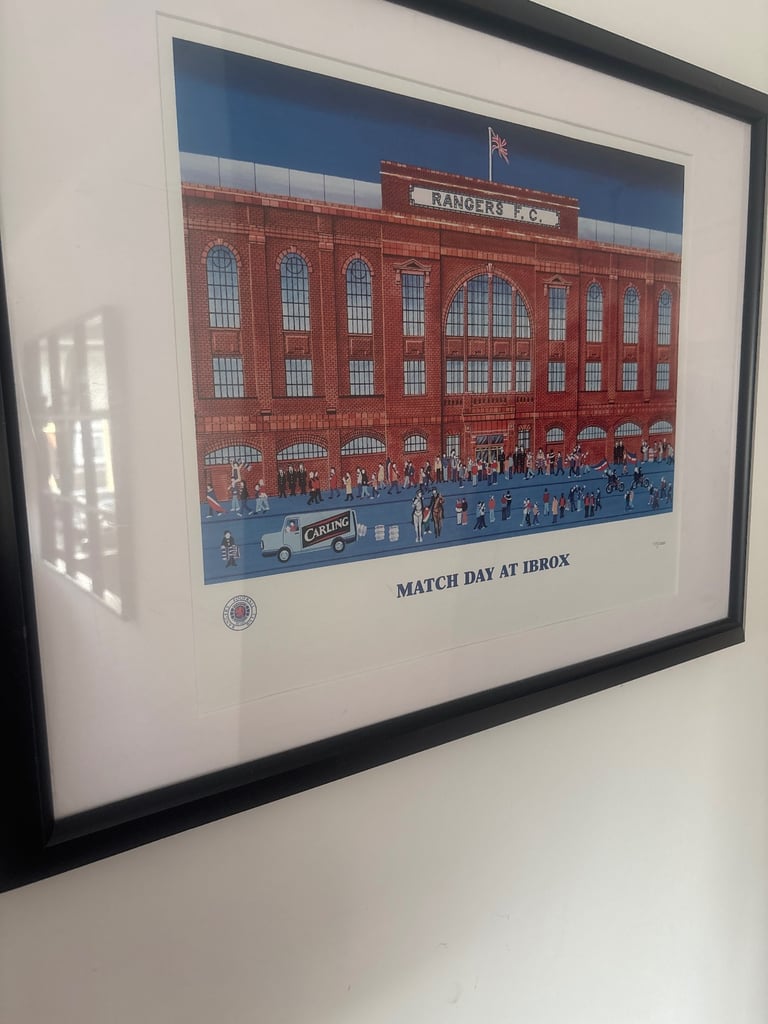 RANGERS F.C.
CARLING
MATCH DAY AT IBROX